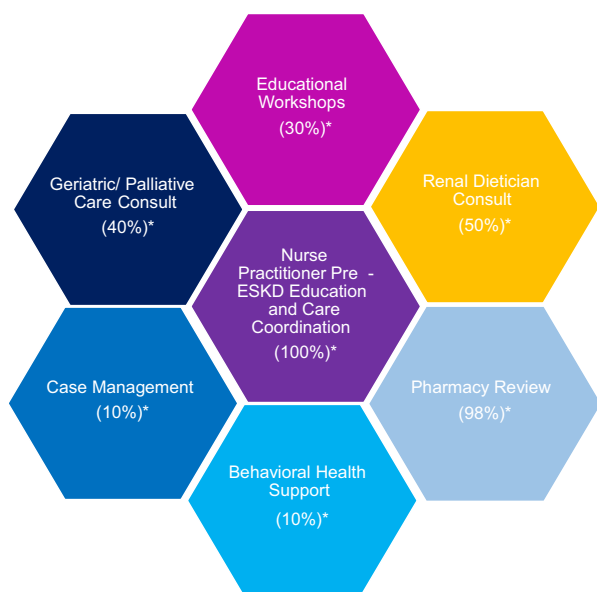 Educational
Workshops
(30%)*
Geriatric/ Palliative
Care Consult
(40%)*
Renal Dietician
Consult
(50%)*
Nurse
Practitioner Pre -
ESKD Education
and Care
Coordination
(100%)*
Case Management
(10%)*
Pharmacy Review
(98%)*
Behavioral Health
Support
(10%)*